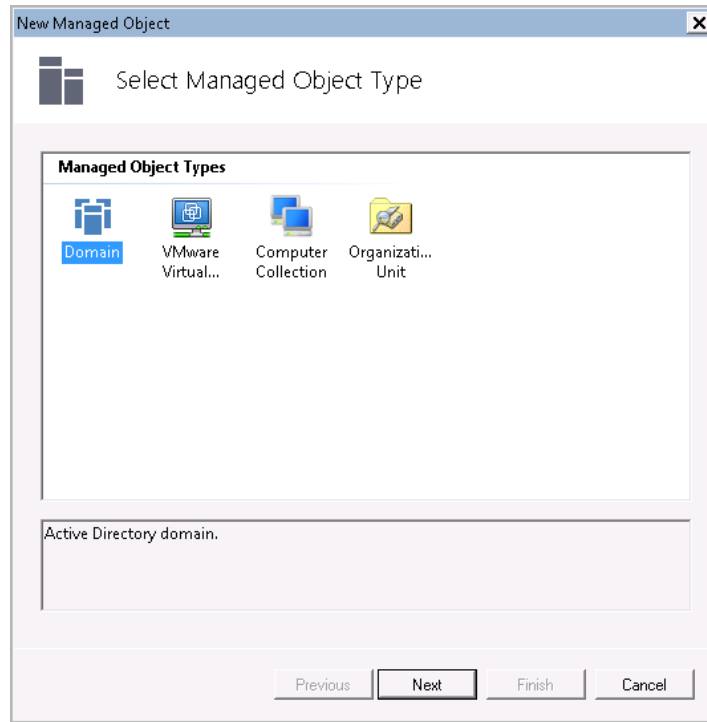 New Managed Object
Select Managed Object Type
Managed Object Types
Domain
VMware
Virtual...
Computer
Collection
Organizati...
Unit
Active Directory domain.
Previous
Next
Finish
Cancel